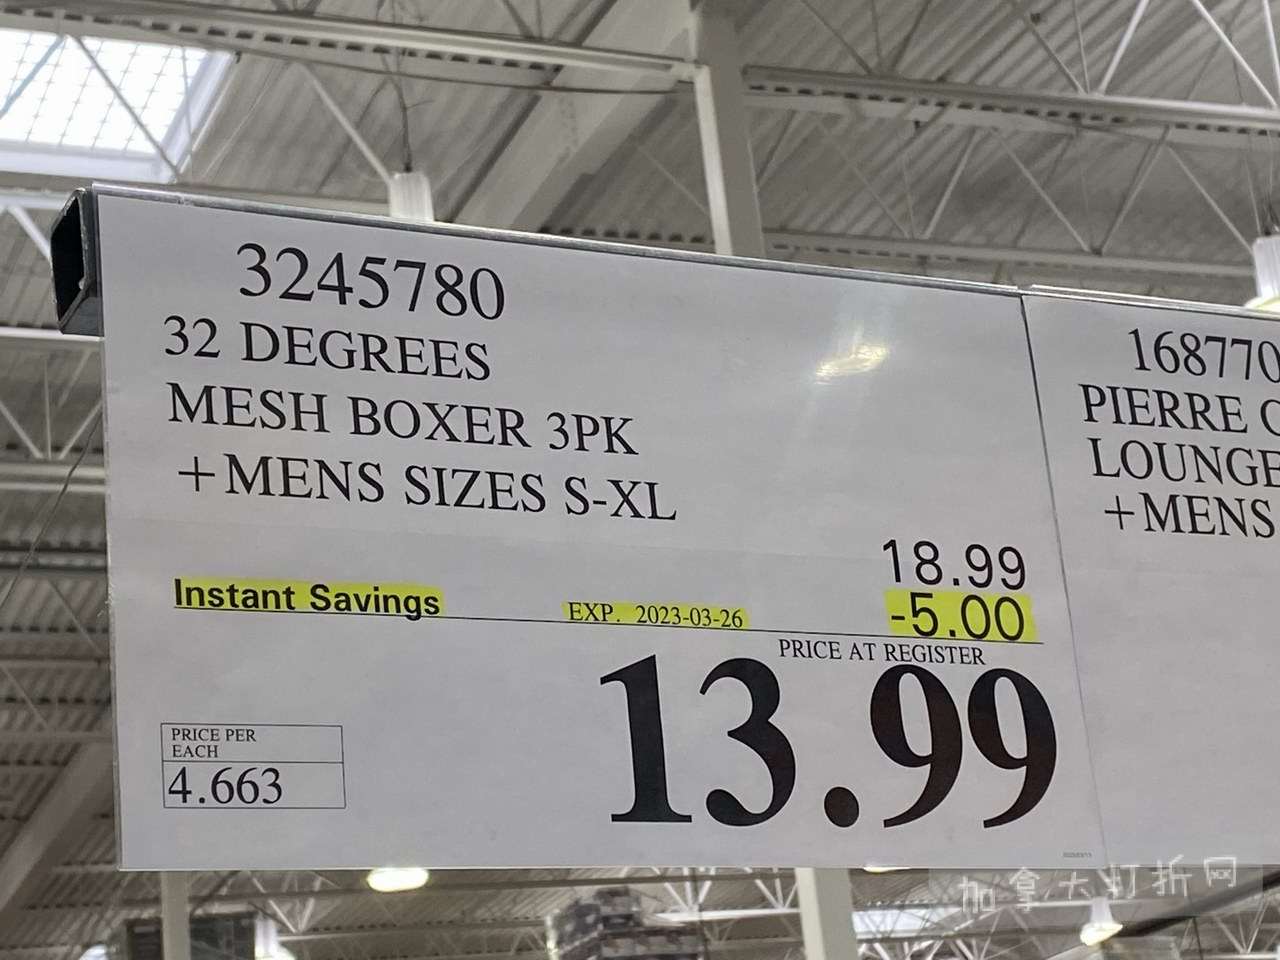 3245780
32 DEGREES
MESH BOXER 3PK
+MENS SIZES S-XL
18.99
Instant Savings EXP. 2023-03-26 -5.00
PRICE AT REGISTER
13.99
PRICE PER
EACH
4.663
168770
PIERRE
LOUNGE
+MENS
加拿大打折网